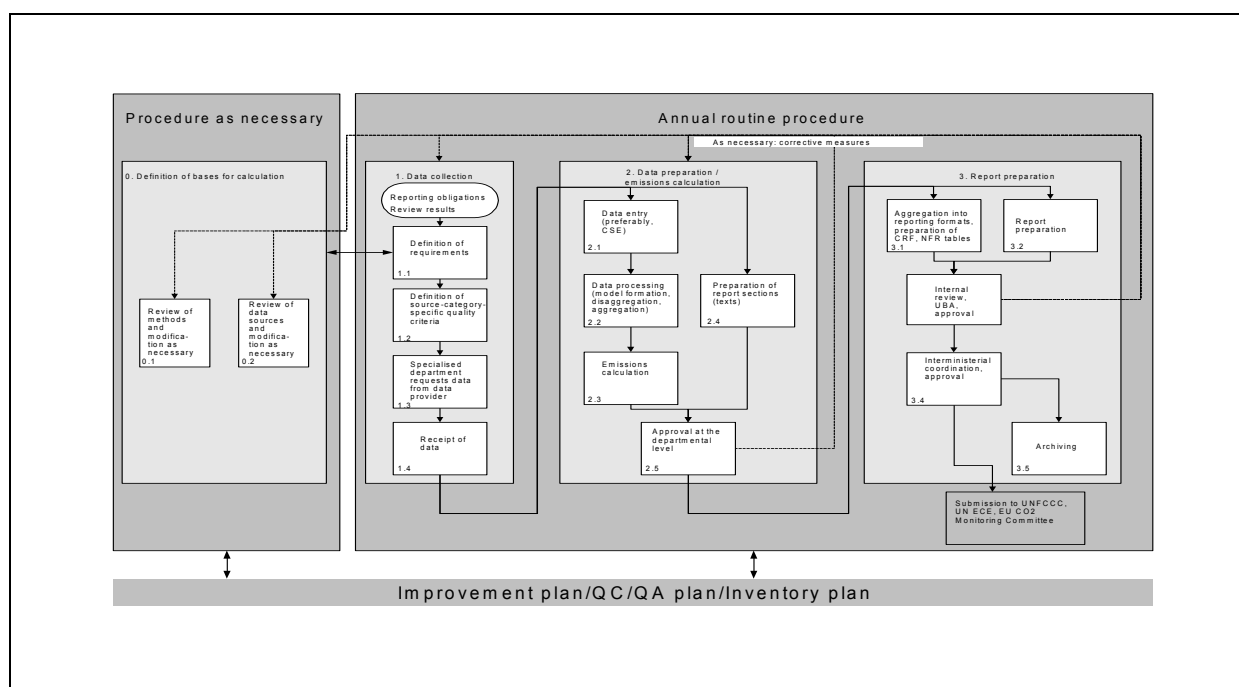 Procedure as necessary
Annual routine procedure
As necessary: corrective measures
0. Definition of bases for calculation
Review of
methods
and
modifica-
tion as
necessary
0.1
Review of
data
sources
and
modifica-
tion as
necessary
0.2
1. Data collection
Reporting obligations
Review results
Definition of
requirements
1.1
Definition of
source-category-
specific quality
criteria
1.2
Specialised
department
requests data
from data
provider
1.3
Receipt of
data
1.4
2. Data preparation /
emissions calculation
Data entry
(preferably,
CSE)
2.1
Data processing
(model formation,
disaggregation,
aggregation)
2.2
Emissions
calculation
2.3
Preparation of
report sections
(texts)
2.4
Approval at the
departmental
level
2.5
3. Report preparation
Aggregation into
reporting formats,
preparation of
CRF, NFR tables
3.1
Report
preparation
3.2
Internal
review,
UBA,
approval
Interministerial
coordination,
approval
3.4
Archiving
3.5
Submission to UNFCCC,
UN ECE, EU CO2
Monitoring Committee
Improvement plan/QC/QA plan/Inventory plan